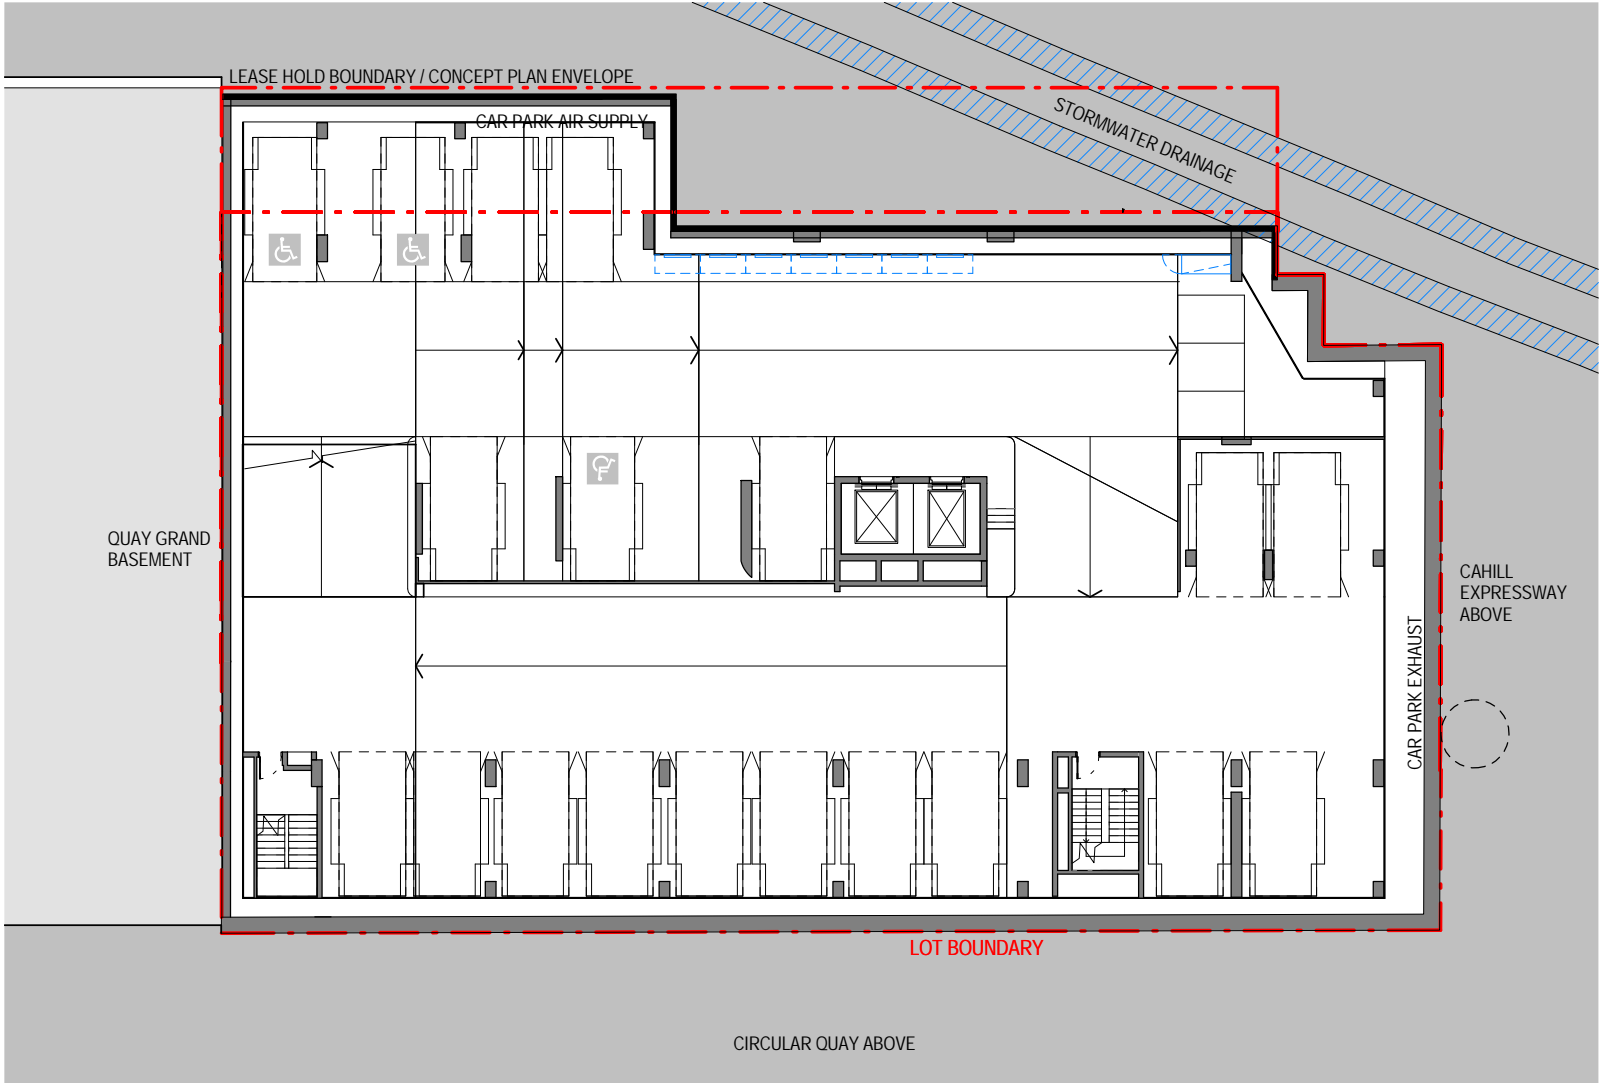 LEASE HOLD BOUNDARY / CONCEPT PLAN ENVELOPE
CAR PARK AIR SUPPLY
STORMWATER DRAINAGE
QUAY GRAND
BASEMENT
CAHILL
EXPRESSWAY
ABOVE
CAR PARK EXHAUST
LOT BOUNDARY
CIRCULAR QUAY ABOVE